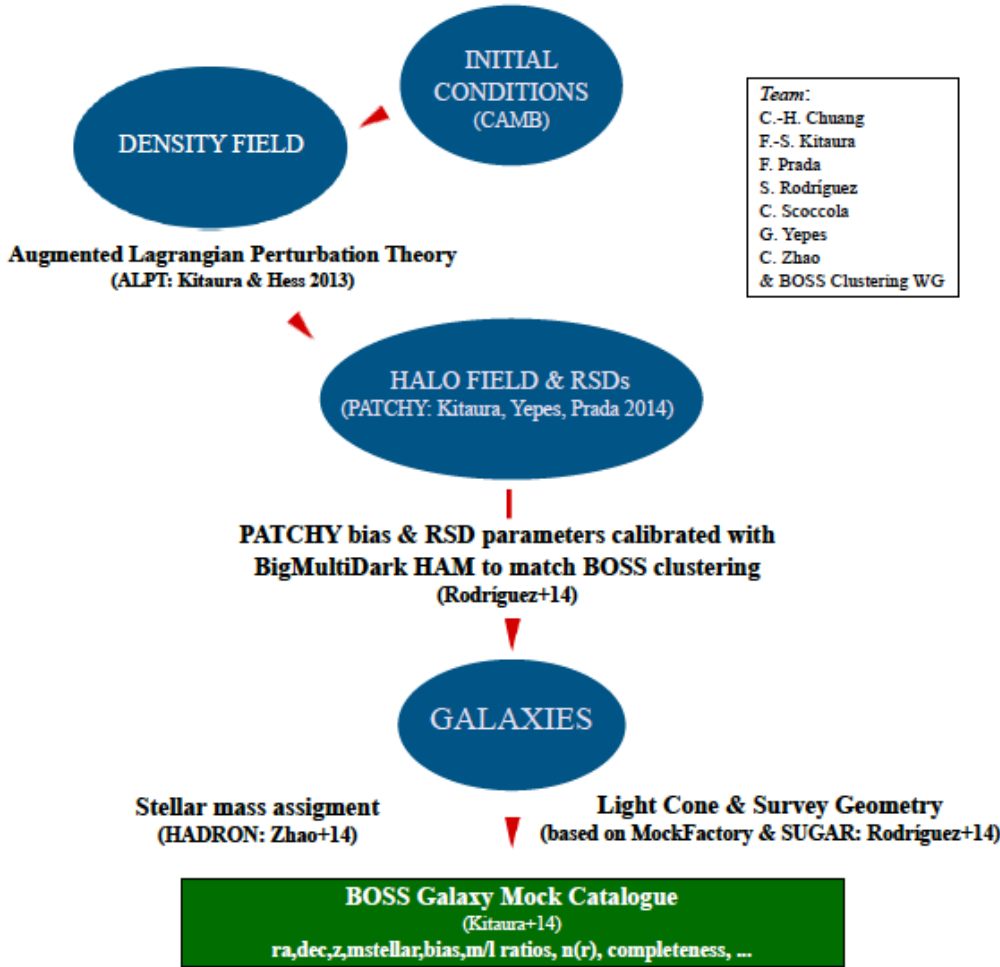 INITIAL
CONDITIONS
(CAMB)
DENSITY FIELD
Team:
C.-H. Chuang
F.-S. Kitaura
F. Prada
S. Rodríguez
C. Scoccola
G. Yepes
C. Zhao
& BOSS Clustering WG
Augmented Lagrangian Perturbation Theory
(ALPT: Kitaura & Hess 2013)
HALO FIELD & RSDs
(PATCHY: Kitaura, Yepes, Prada 2014)
PATCHY bias & RSD parameters calibrated with
BigMultiDark HAM to match BOSS clustering
(Rodríguez+14)
GALAXIES
Stellar mass assigment
(HADRON: Zhao+14)
Light Cone & Survey Geometry
(based on MockFactory & SUGAR: Rodríguez+14)
BOSS Galaxy Mock Catalogue
(Kitaura+14)
ra,dec,z,mstellar,bias,m/l ratios, n(r), completeness, ...